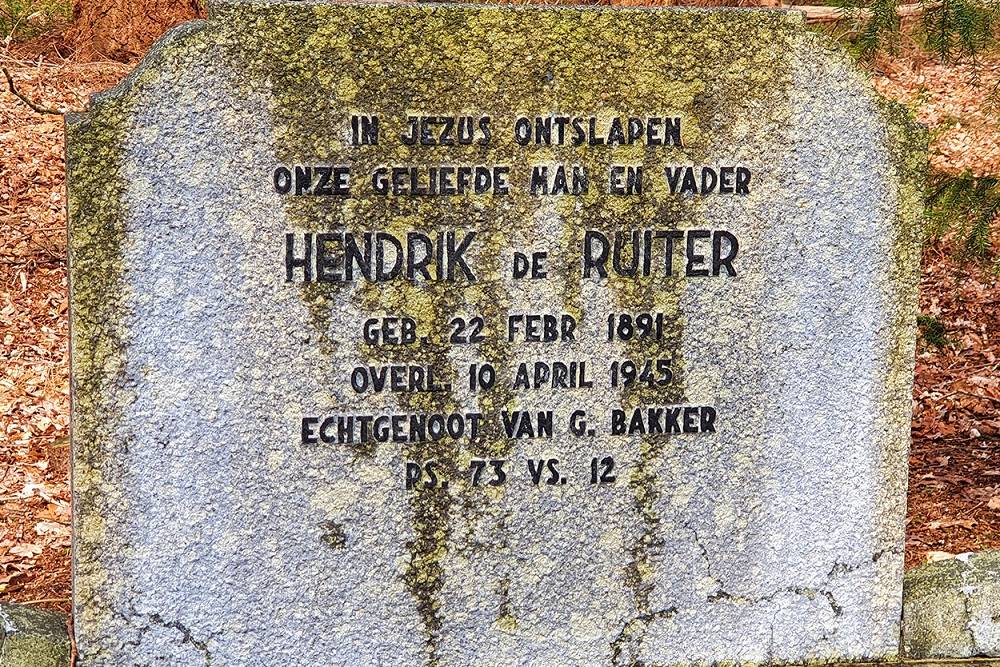 IN JEZUS ONTSLAPEN
ONZE GELIEFDE MAN EN VADER
HENDRIK DE RUITER
GEB. 22 FEBR 1891
OVERL. 10 APRIL 1945
ECHTGENOOT VAN G. BAKKER
PS. 73 VS. 12